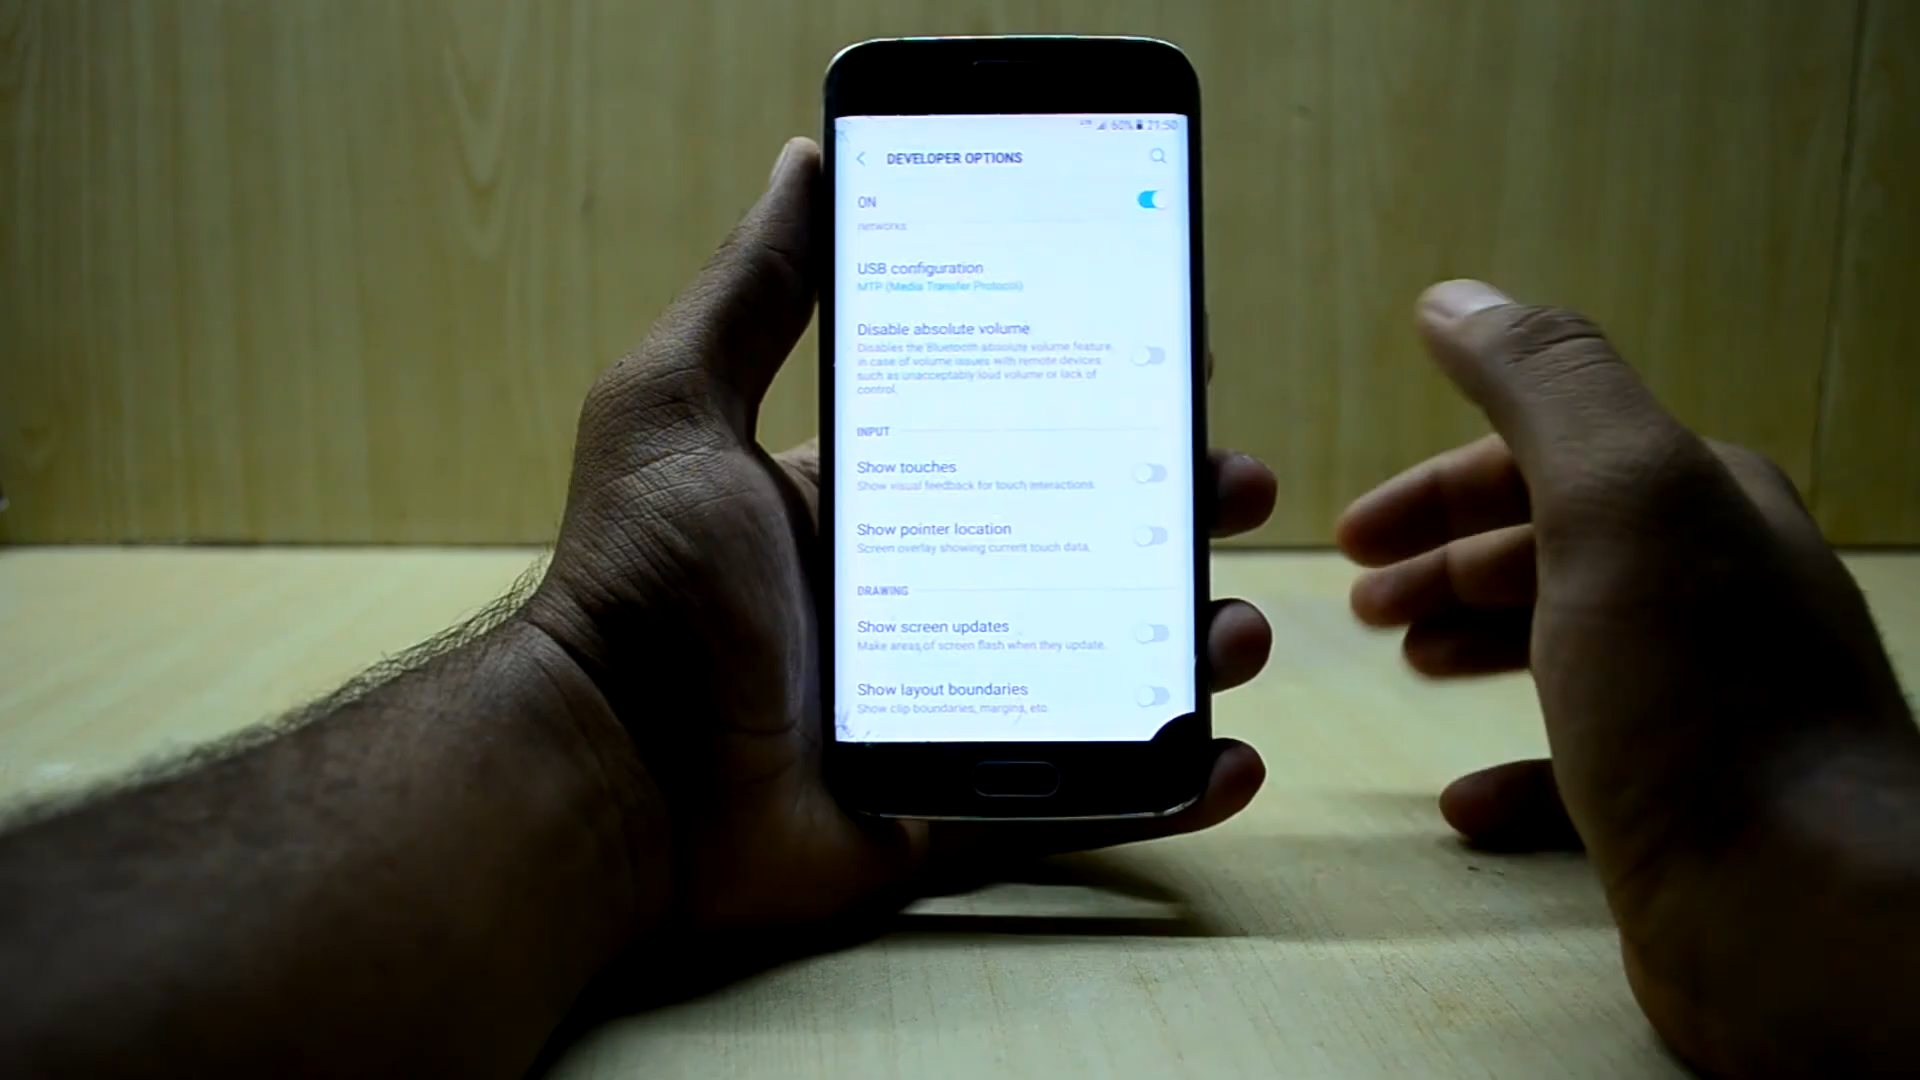 60% 21:50
DEVELOPER OPTIONS
ON
networks
USB configuration
MTP (Media Transfer Protocol)
Disable absolute volume
Disables the Bluetooth absolute volume feature
in case of volume issues with remote devices
such as unacceptably loud volume or lack of
control.
INPUT
Show touches
Show visual feedback for touch interactions.
Show pointer location
Screen overlay showing current touch data.
DRAWING
Show screen updates
Make areas of screen flash when they update.
Show layout boundaries
Show clip boundaries, margins, etc.